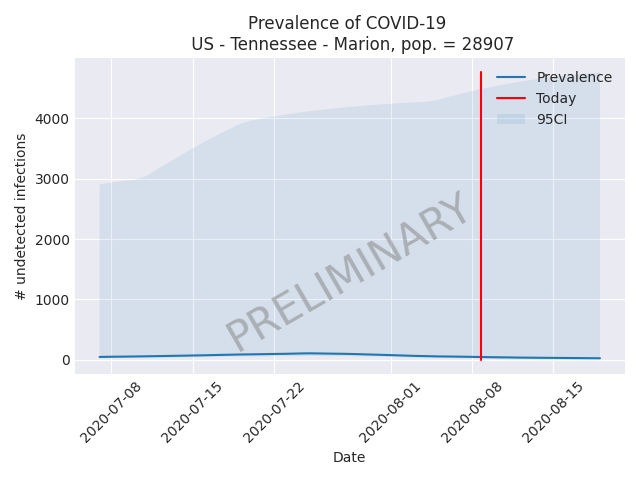 Prevalence of COVID-19
US - Tennessee - Marion, pop. = 28907
Prevalence
Today
95CI
# undetected infections
4000
3000
2000
1000
0
PRELIMINARY
2020-07-08
2020-07-15
2020-07-22
2020-08-01
2020-08-08
2020-08-15
Date